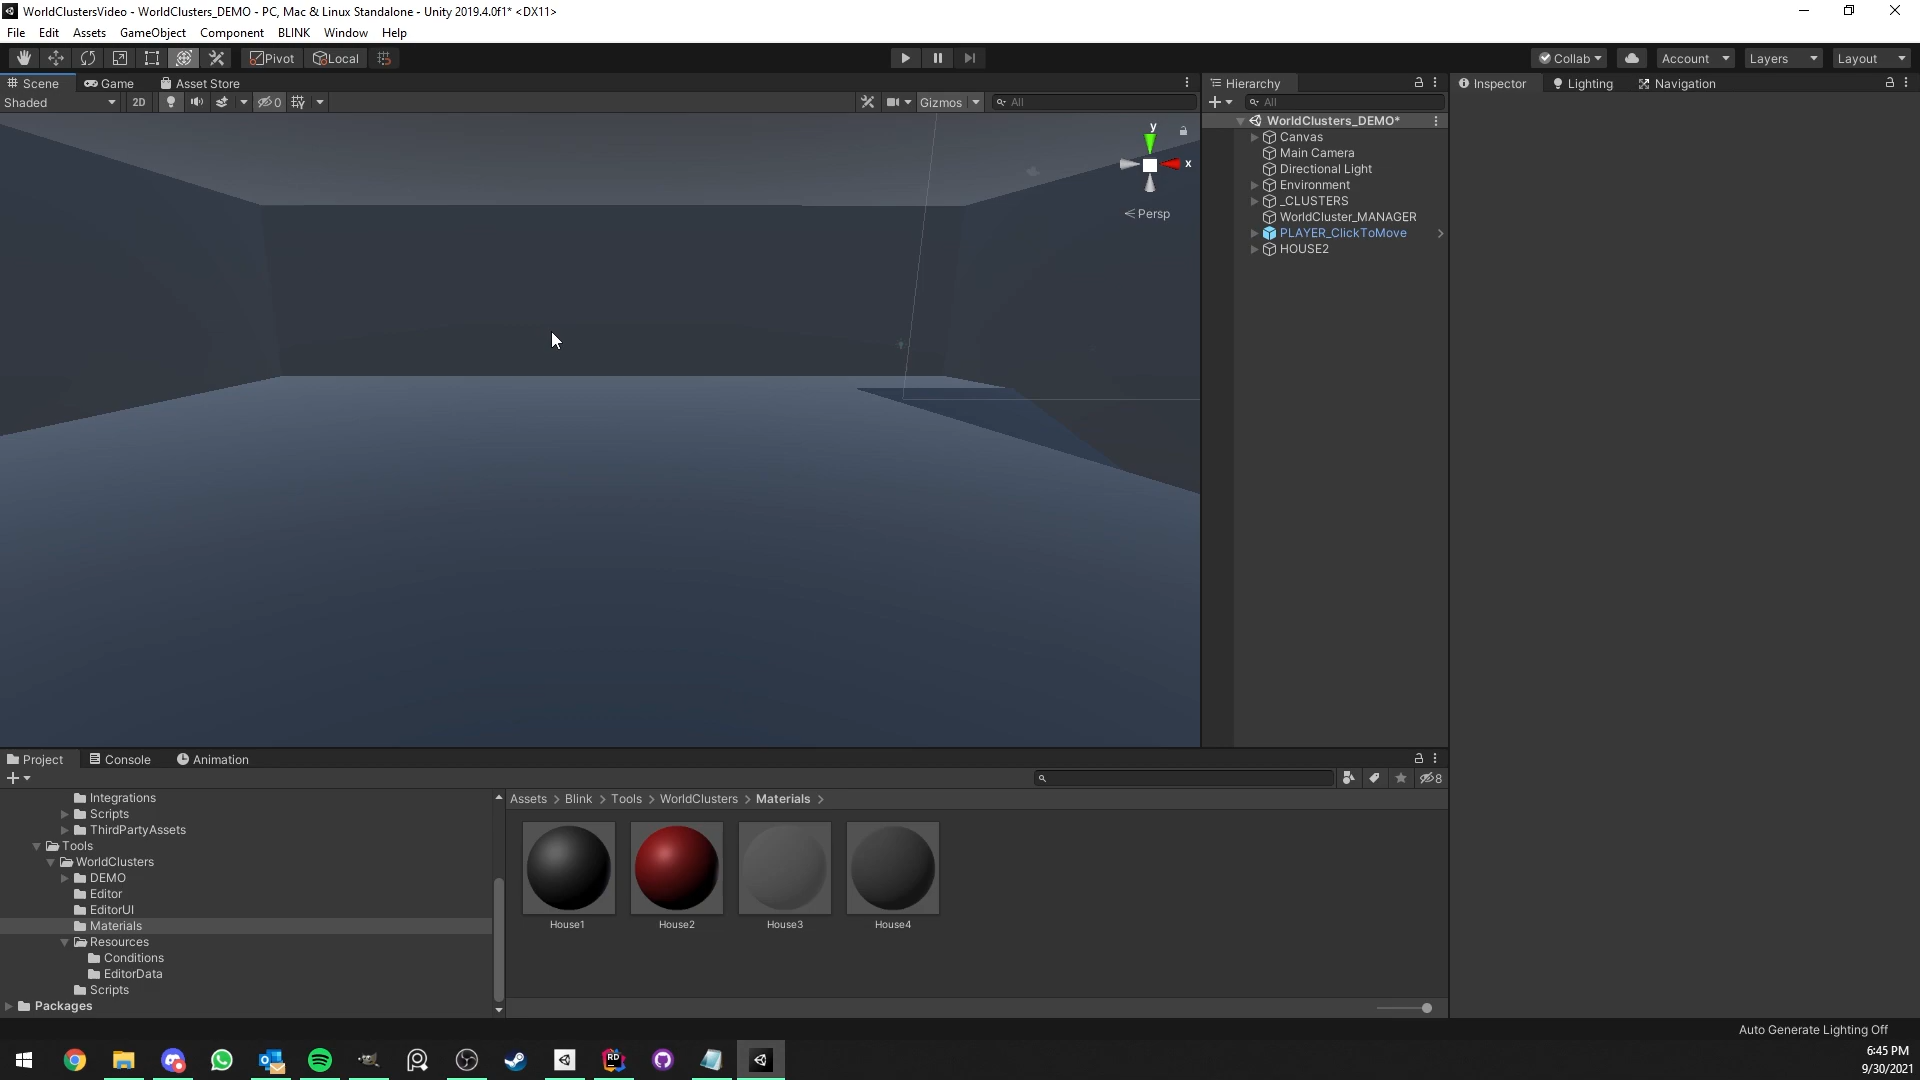 WorldClustersVideo - WorldClusters_DEMO - PC, Mac & Linux Standalone - Unity 2019.4.0f1* <DX11>
File Edit Assets GameObject Component BLINK Window Help
Pivot Local Collab Account Layers Layout
Scene Game Asset Store Hierarchy Inspector Lighting Navigation
Shaded 2D 0 Gizmos All All
WorldClusters_DEMO*
Canvas
Main Camera
Directional Light
Environment
_CLUSTERS
WorldCluster_MANAGER
PLAYER_ClickToMove
HOUSE2
y
x
Persp
Project Console Animation
8
Integrations
Scripts
ThirdPartyAssets
Tools
WorldClusters
DEMO
Editor
EditorUI
Materials
Resources
Conditions
EditorData
Scripts
Packages
Assets > Blink > Tools > WorldClusters > Materials >
House1 House2 House3 House4
Auto Generate Lighting Off
RD
6:45 PM
9/30/2021